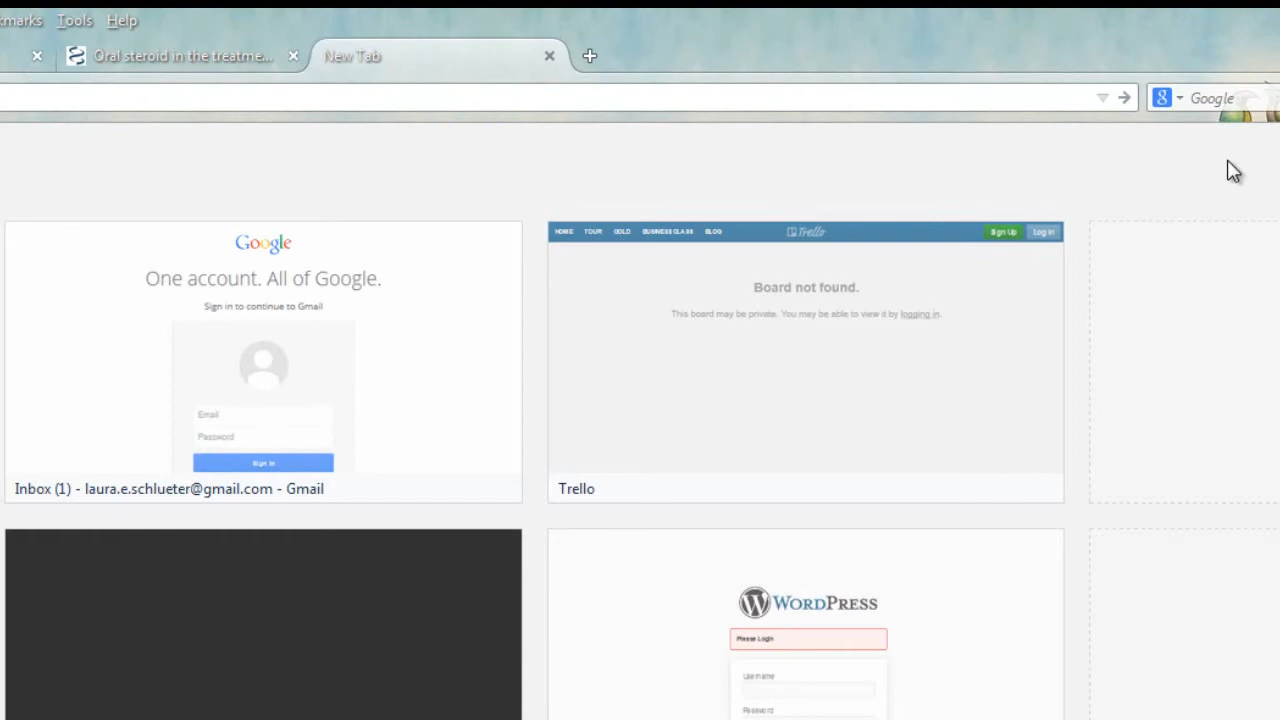 kmarks Tools Help
Oral steroid in the treatme... New Tab
Google
Google
One account. All of Google.
Sign in to continue to Gmail
Email
Password
Sign in
Inbox (1) - laura.e.schlueter@gmail.com - Gmail
HOME TOUR GOLD BUSINESS CLASS BLOG Trello Sign Up Log In
Board not found.
This board may be private. You may be able to view it by logging in.
Trello
WORDPRESS
Please Login
Username
Password